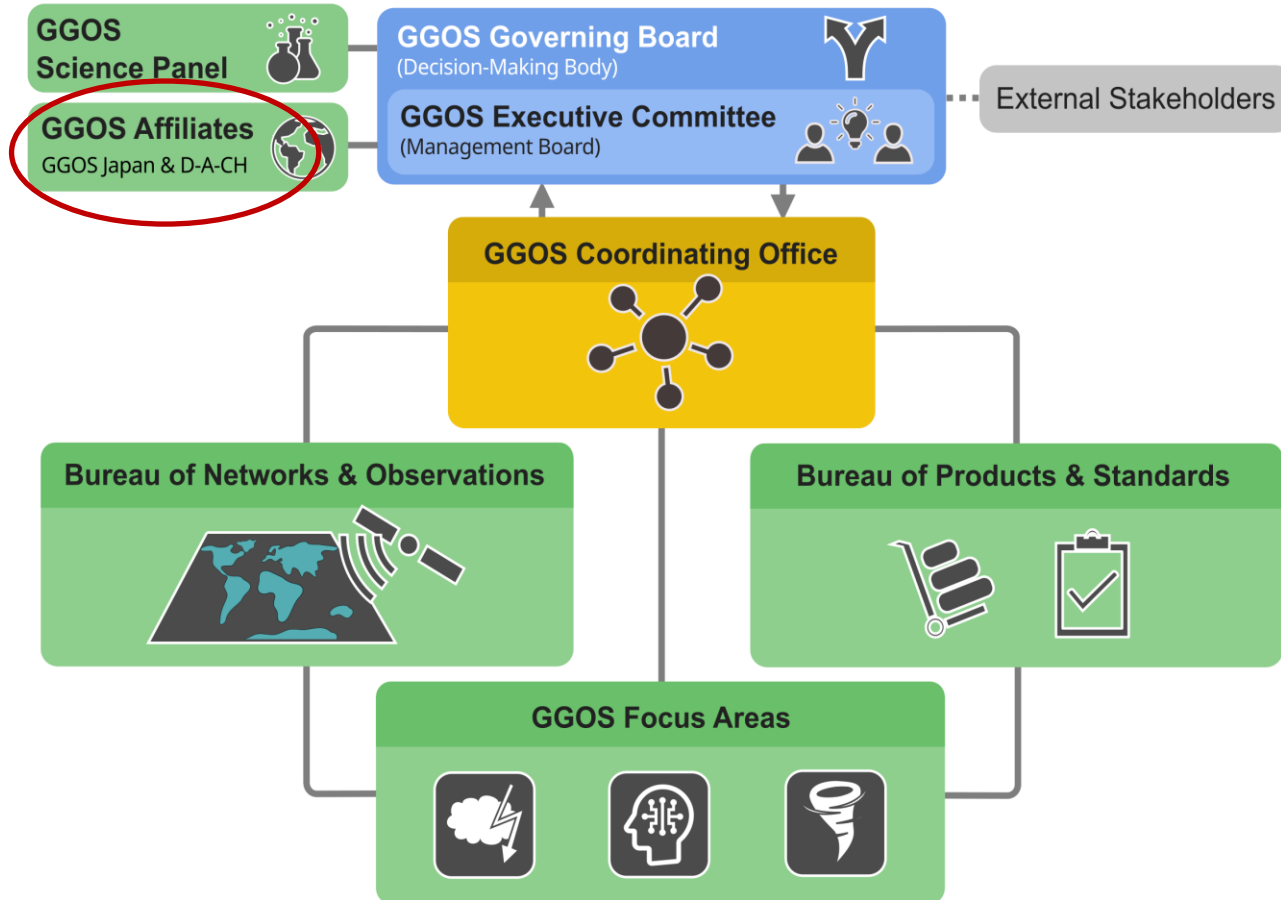 GGOS
Science Panel
GGOS Affiliates
GGOS Japan & D-A-CH
GGOS Governing Board
(Decision-Making Body)
GGOS Executive Committee
(Management Board)
External Stakeholders
GGOS Coordinating Office
Bureau of Networks & Observations
Bureau of Products & Standards
GGOS Focus Areas